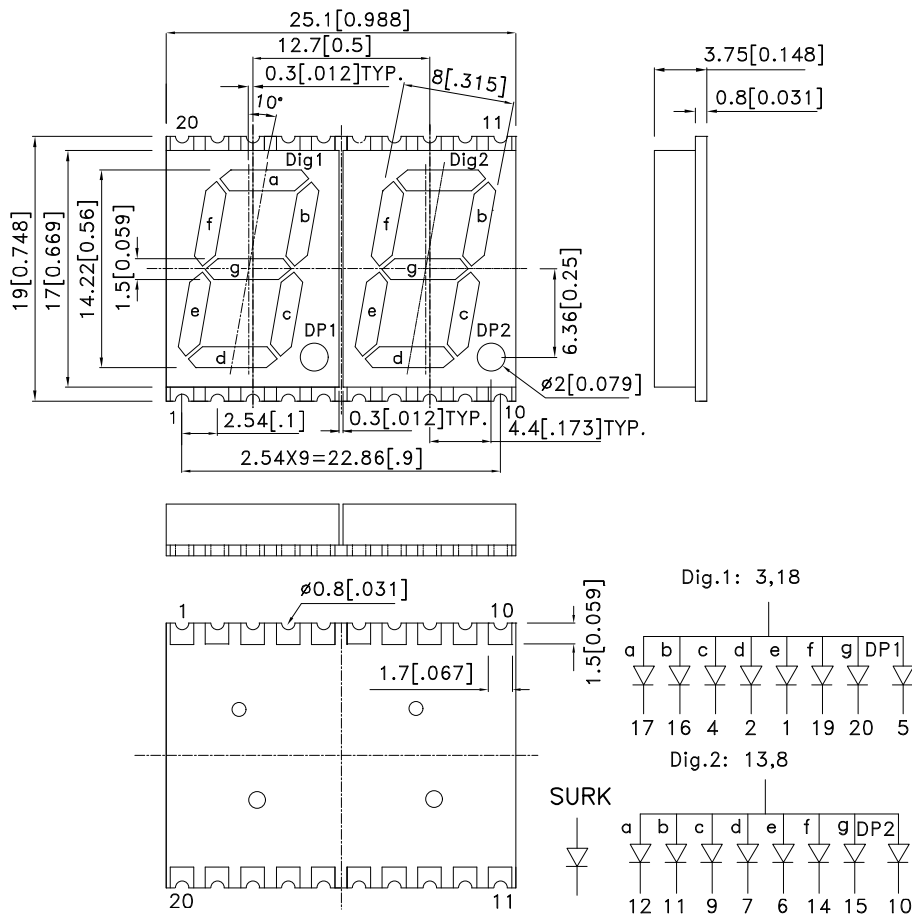 25.1[0.988]
12.7[0.5]
0.3[.012]TYP.
8[.315]
10°
3.75[0.148]
0.8[0.031]
20
11
Dig1
Dig2
a
b
f
g
e
c
d
DP1
f
b
g
e
c
d
DP2
19[0.748]
17[0.669]
14.22[0.56]
1.5[0.059]
6.36[0.25]
ø2[0.079]
1
10
2.54[.1]
0.3[.012]TYP.
4.4[.173]TYP.
2.54X9=22.86[.9]
1
ø0.8[.031]
10
1.5[0.059]
1.7[.067]
20
11
Dig.1: 3,18
a b c d e f g DP1
17 16 4 2 1 19 20 5
Dig.2: 13,8
SURK
a b c d e f g DP2
12 11 9 7 6 14 15 10